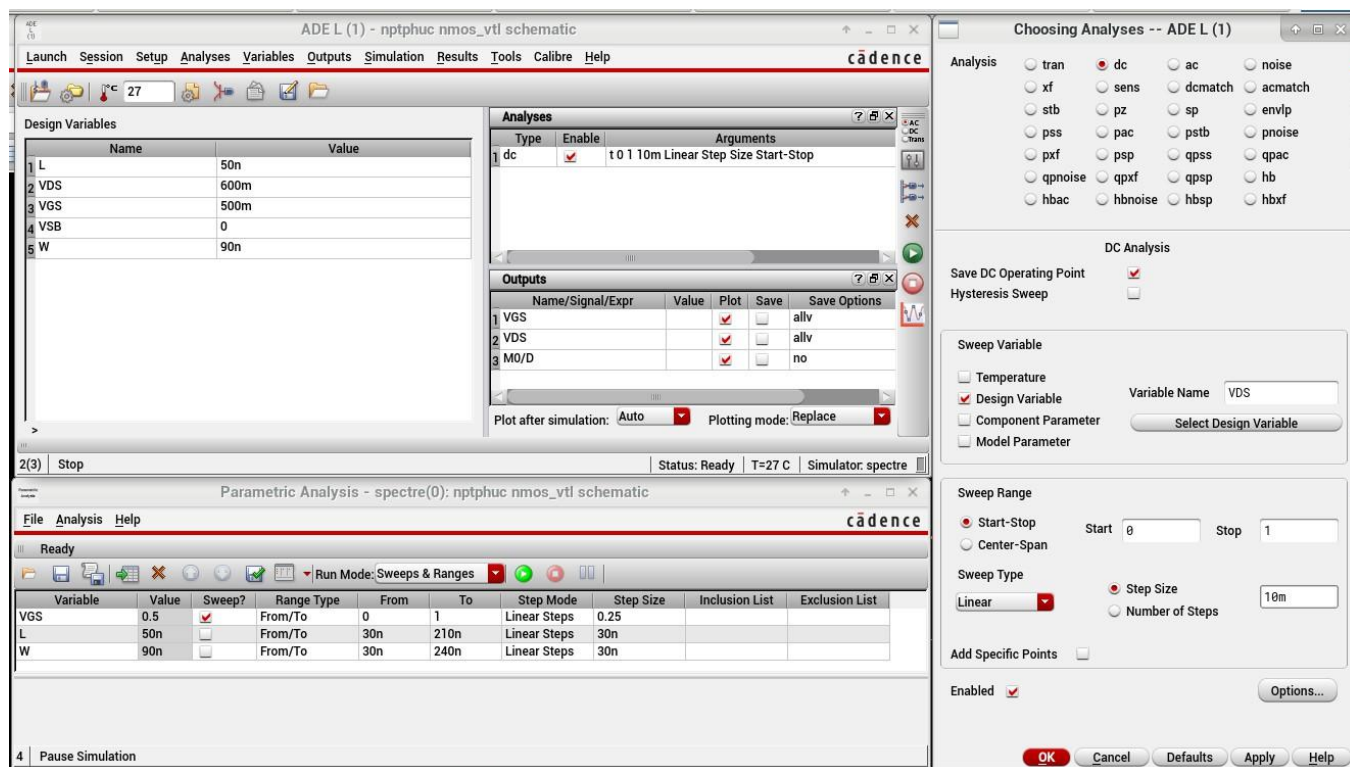 ADE L (1) - nptphuc nmos_vtl schematic
Launch Session Setup Analyses Variables Outputs Simulation Results Tools Calibre Help
cādence
°C 27
Design Variables
Name Value
1 L 50n
2 VDS 600m
3 VGS 500m
4 VSB 0
5 W 90n
>
Analyses
Type Enable Arguments
1 dc t 0 1 10m Linear Step Size Start-Stop
AC
DC
Trans
Outputs
Name/Signal/Expr Value Plot Save Save Options
1 VGS allv
2 VDS allv
3 M0/D no
Plot after simulation: Auto Plotting mode: Replace
2(3) Stop Status: Ready T=27 C Simulator: spectre
Parametric Analysis - spectre(0): nptphuc nmos_vtl schematic
File Analysis Help
cādence
Ready
Run Mode: Sweeps & Ranges
Variable Value Sweep? Range Type From To Step Mode Step Size Inclusion List Exclusion List
VGS 0.5 From/To 0 1 Linear Steps 0.25
L 50n From/To 30n 210n Linear Steps 30n
W 90n From/To 30n 240n Linear Steps 30n
4 Pause Simulation
Choosing Analyses -- ADE L (1)
Analysis tran dc ac noise
xf sens dcmatch acmatch
stb pz sp envlp
pss pac pstb pnoise
pxf psp qpss qpac
qpnoise qpxf qpsp hb
hbac hbnoise hbsp hbxf
DC Analysis
Save DC Operating Point
Hysteresis Sweep
Sweep Variable
Temperature
Design Variable Variable Name VDS
Component Parameter Select Design Variable
Model Parameter
Sweep Range
Start-Stop Start 0 Stop 1
Center-Span
Sweep Type
Linear Step Size 10m
Number of Steps
Add Specific Points
Enabled Options...
OK Cancel Defaults Apply Help